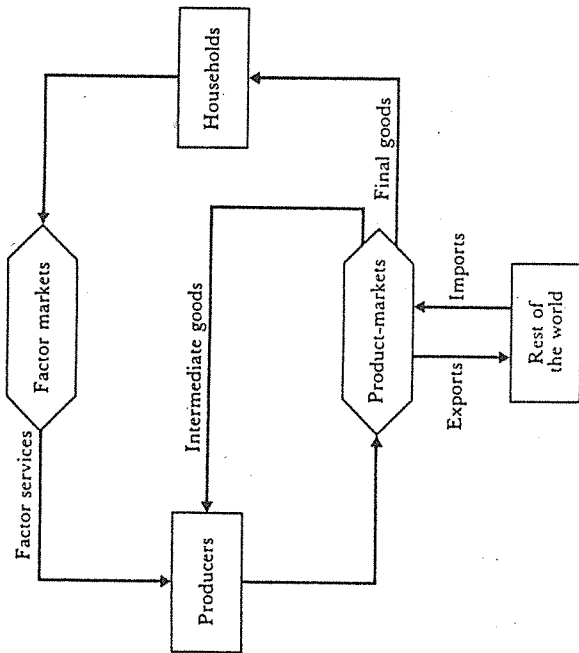 Factor services
Factor markets
Households
Producers
Intermediate goods
Product-markets
Final goods
Exports
Imports
Rest of
the world